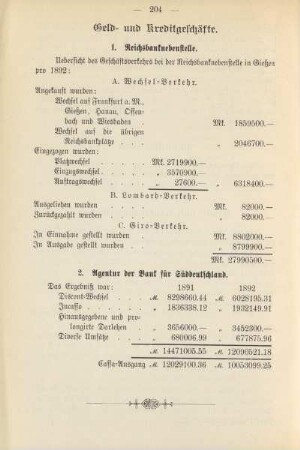 — 204 —
Geld- und Kreditgeschäfte.
1. Reichsbanknebenstelle.
Uebersicht des Geschäftsverkehrs bei der Reichsbanknebenstelle in Gießen
pro 1892:
A. Wechsel-Verkehr.
Angekauft wurden:
Wechsel auf Frankfurt a. M.,
Gießen, Hanau, Offen-
bach und Wiesbaden Mk. 1850500.—
Wechsel auf die übrigen
Reichsbankplätze „ 2046700.—
Eingezogen wurden:
Platzwechsel Mk. 2719900.—
Einzugswechsel „ 3570900.—
Auftragswechsel „ 27600.— „ 6318400.—
B. Lombard-Verkehr.
Ausgeliehen wurden „ 82000.—
Zurückgezahlt wurden „ 82000.—
C. Giro-Verkehr.
In Einnahme gestellt wurden „ 8802000.—
In Ausgabe gestellt wurden „ 8799900.—
Mk. 27990500.—
2. Agentur der Bank für Süddeutschland.
Das Ergebniß war: 1891 1892
Discont-Wechsel M. 8298660.44 M. 6028195.31
Incasso „ 1836338.12 „ 1932149.91
Hinausgegebene und pro-
longirte Darlehen „ 3656000.— „ 3452300.—
Diverse Umsätze „ 680006.99 „ 677875.96
M. 14471005.55 M. 12090521.18
Cassa-Ausgang M. 12029100.36 M. 10053099.25